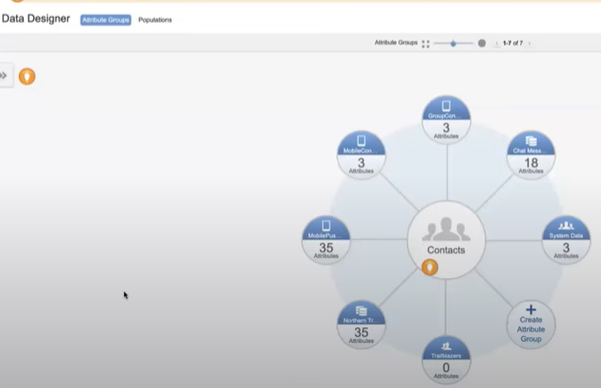 Data Designer
Attribute Groups
Populations
Attribute Groups
1-7 of 7
GroupCon...
3
Attributes
MobileCon...
3
Attributes
Chat Mess...
18
Attributes
MobilePus...
35
Attributes
Contacts
System Data
3
Attributes
Northern Tr...
35
Attributes
Create
Attribute
Group
Trailblazers
0
Attributes